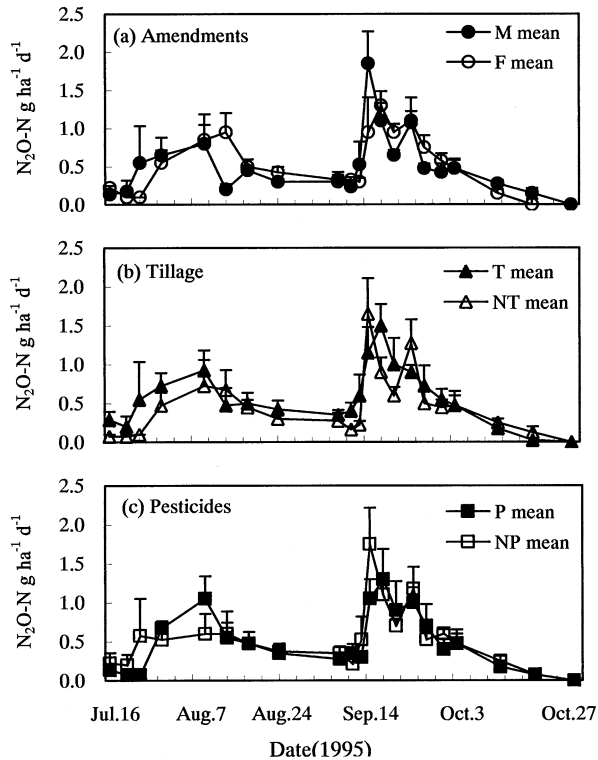 2.5
(a) Amendments
M mean
F mean
2.0
1.5
1.0
0.5
0.0
N₂O-N g ha⁻¹ d⁻¹
2.5
(b) Tillage
T mean
NT mean
2.0
1.5
1.0
0.5
0.0
N₂O-N g ha⁻¹ d⁻¹
2.5
(c) Pesticides
P mean
NP mean
2.0
1.5
1.0
0.5
0.0
N₂O-N g ha⁻¹ d⁻¹
Jul.16 Aug.7 Aug.24 Sep.14 Oct.3 Oct.27
Date(1995)